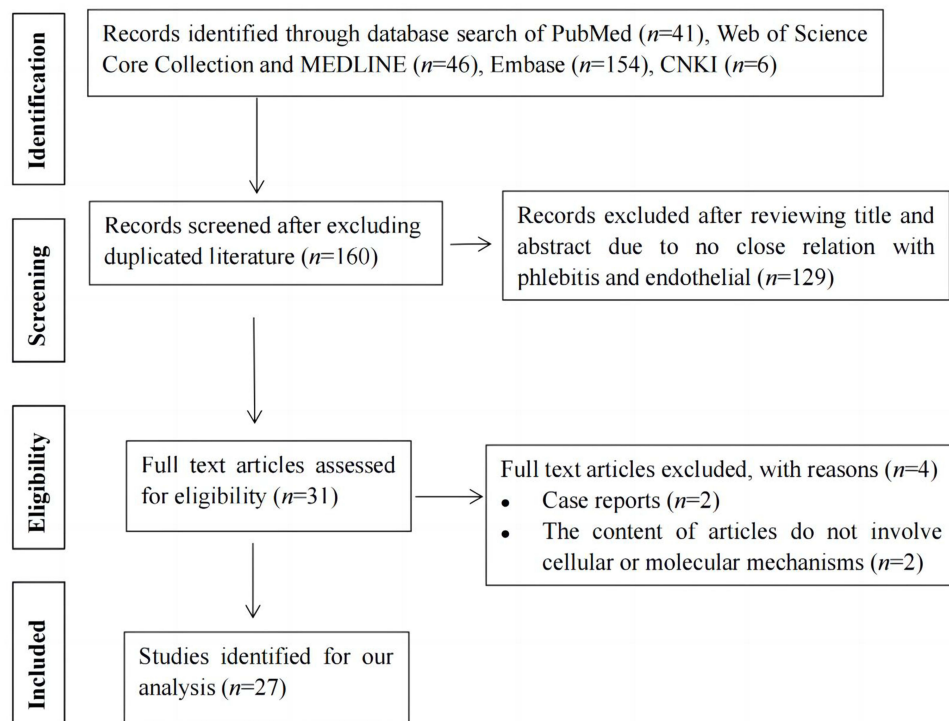 Identification
Records identified through database search of PubMed (n=41), Web of Science
Core Collection and MEDLINE (n=46), Embase (n=154), CNKI (n=6)
Screening
Records screened after excluding
duplicated literature (n=160)
Records excluded after reviewing title and
abstract due to no close relation with
phlebitis and endothelial (n=129)
Eligibility
Full text articles assessed
for eligibility (n=31)
Full text articles excluded, with reasons (n=4)
• Case reports (n=2)
• The content of articles do not involve
cellular or molecular mechanisms (n=2)
Included
Studies identified for our
analysis (n=27)